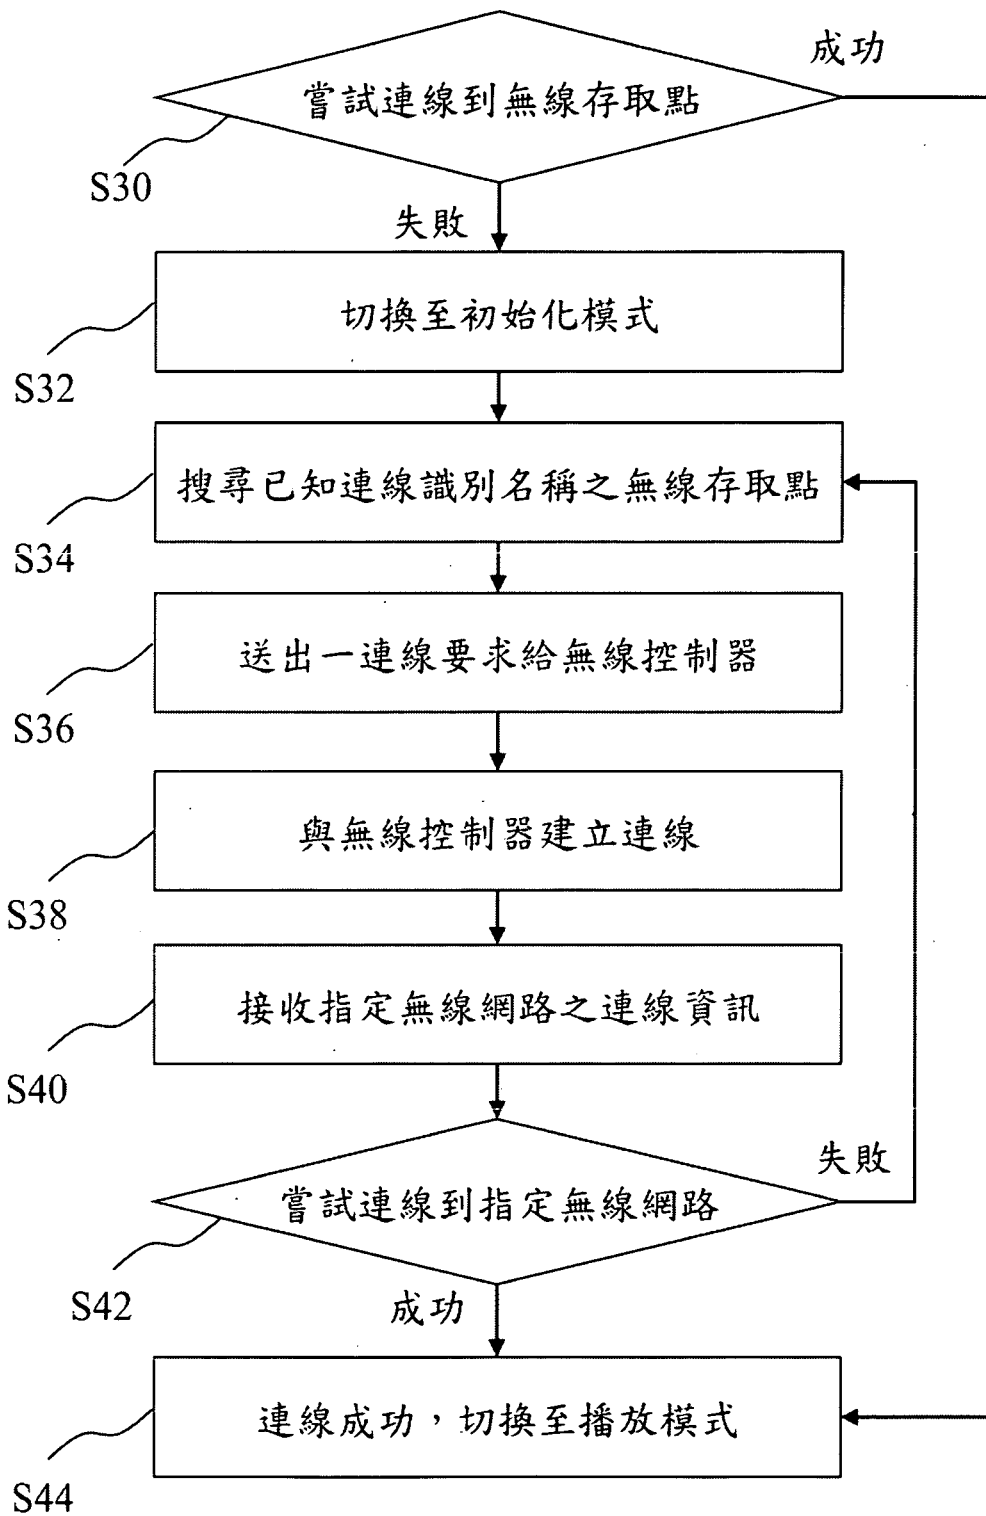 成功
嘗試連線到無線存取點
S30
失敗
切換至初始化模式
S32
搜尋已知連線識別名稱之無線存取點
S34
送出一連線要求給無線控制器
S36
與無線控制器建立連線
S38
接收指定無線網路之連線資訊
S40
失敗
嘗試連線到指定無線網路
S42
成功
連線成功，切換至播放模式
S44